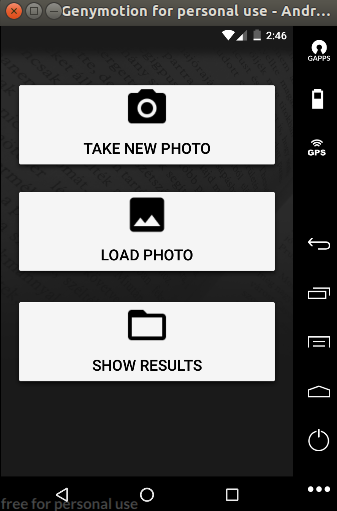 Genymotion for personal use - Andr...
2:46
GAPPS
GPS
TAKE NEW PHOTO
LOAD PHOTO
SHOW RESULTS
free for personal use